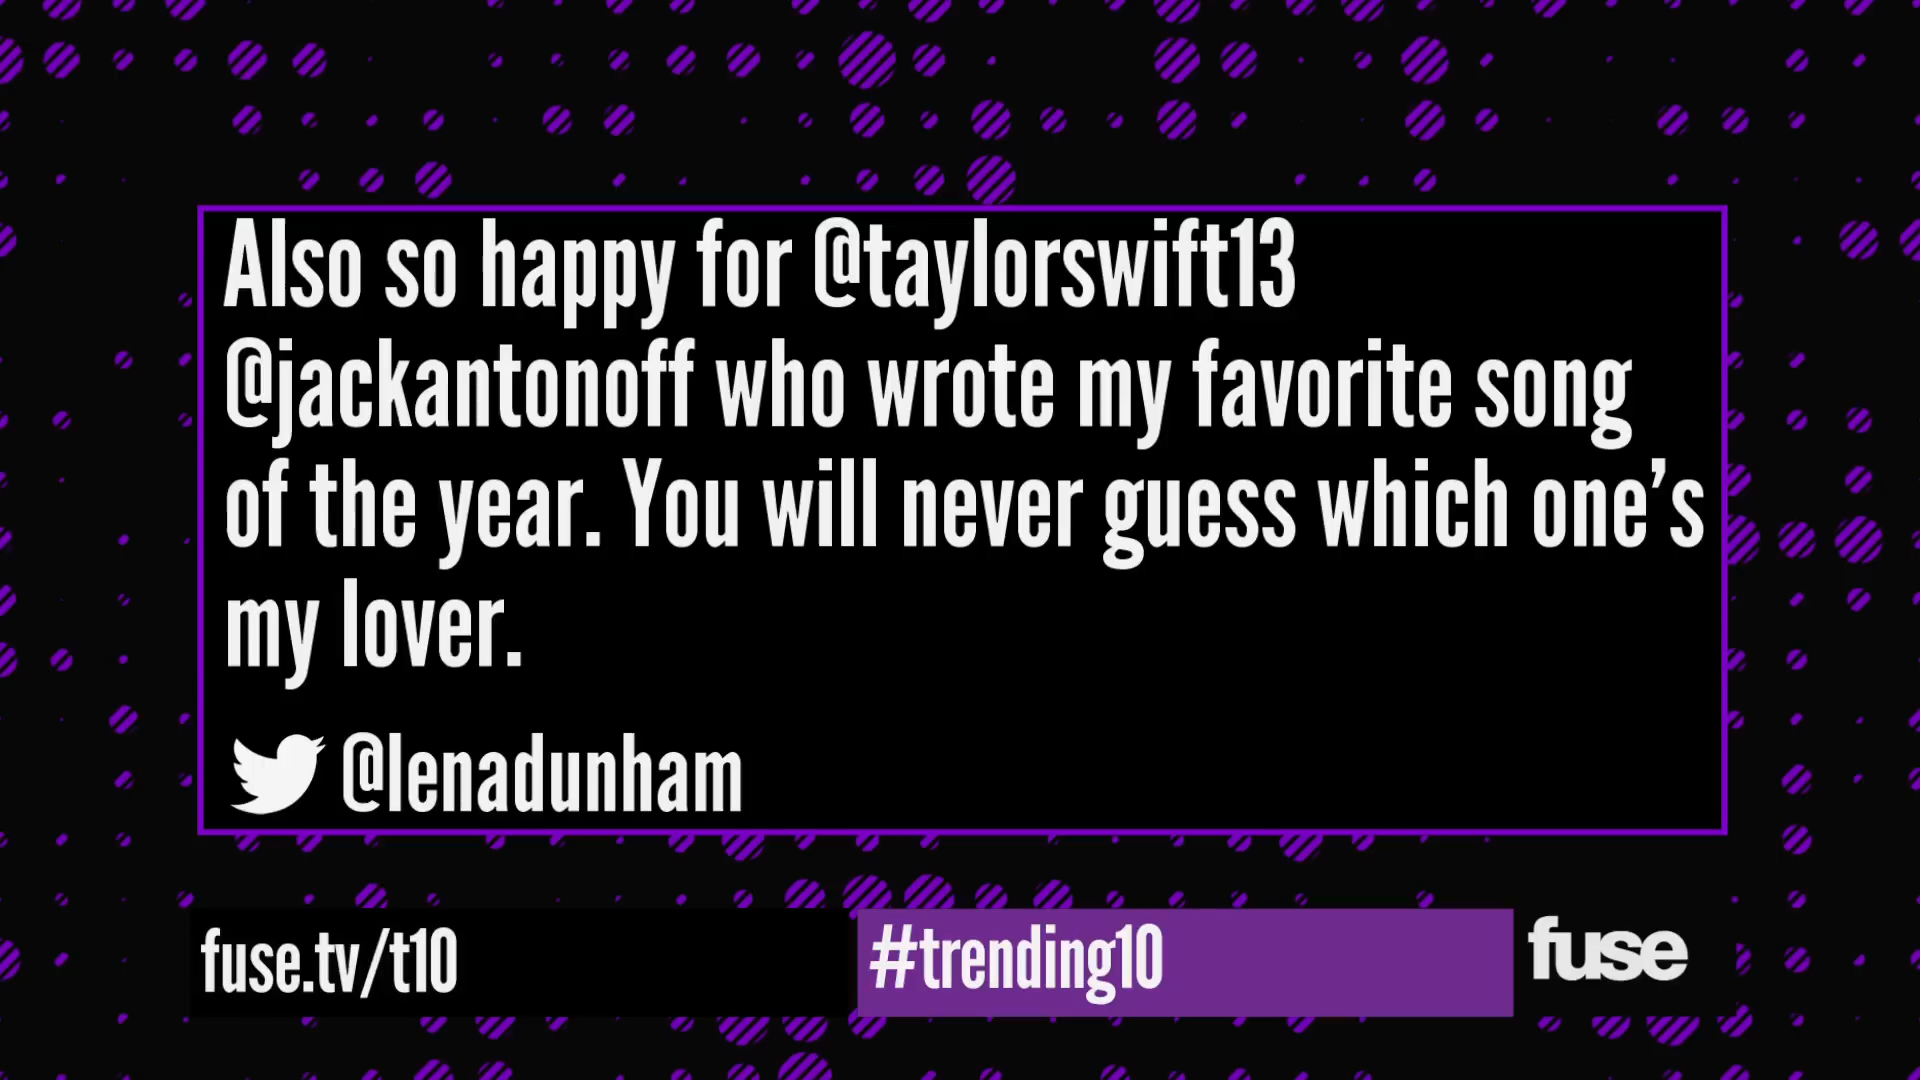 Also so happy for @taylorswift13
@jackantonoff who wrote my favorite song
of the year. You will never guess which one’s
my lover.
@lenadunham
fuse.tv/t10
#trending10
fuse